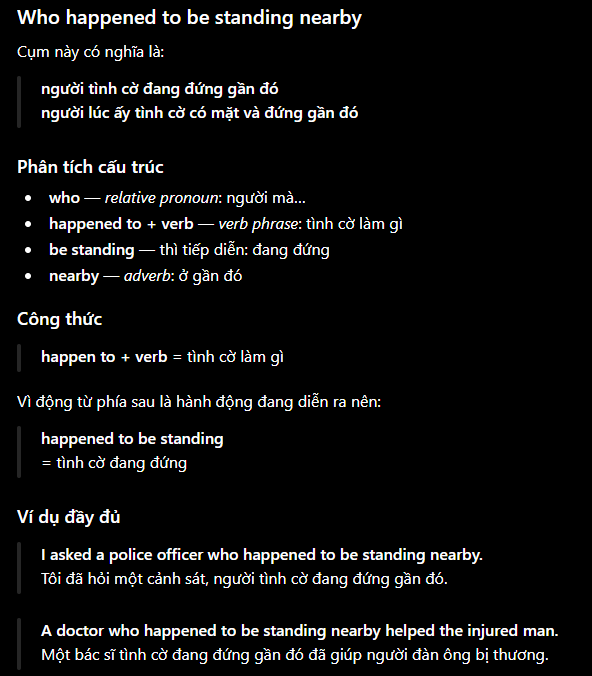 Who happened to be standing nearby
Cụm này có nghĩa là:
người tình cờ đang đứng gần đó
người lúc ấy tình cờ có mặt và đứng gần đó
Phân tích cấu trúc
• who — relative pronoun: người mà...
• happened to + verb — verb phrase: tình cờ làm gì
• be standing — thì tiếp diễn: đang đứng
• nearby — adverb: ở gần đó
Công thức
happen to + verb = tình cờ làm gì
Vì động từ phía sau là hành động đang diễn ra nên:
happened to be standing
= tình cờ đang đứng
Ví dụ đầy đủ
I asked a police officer who happened to be standing nearby.
Tôi đã hỏi một cảnh sát, người tình cờ đang đứng gần đó.
A doctor who happened to be standing nearby helped the injured man.
Một bác sĩ tình cờ đang đứng gần đó đã giúp người đàn ông bị thương.